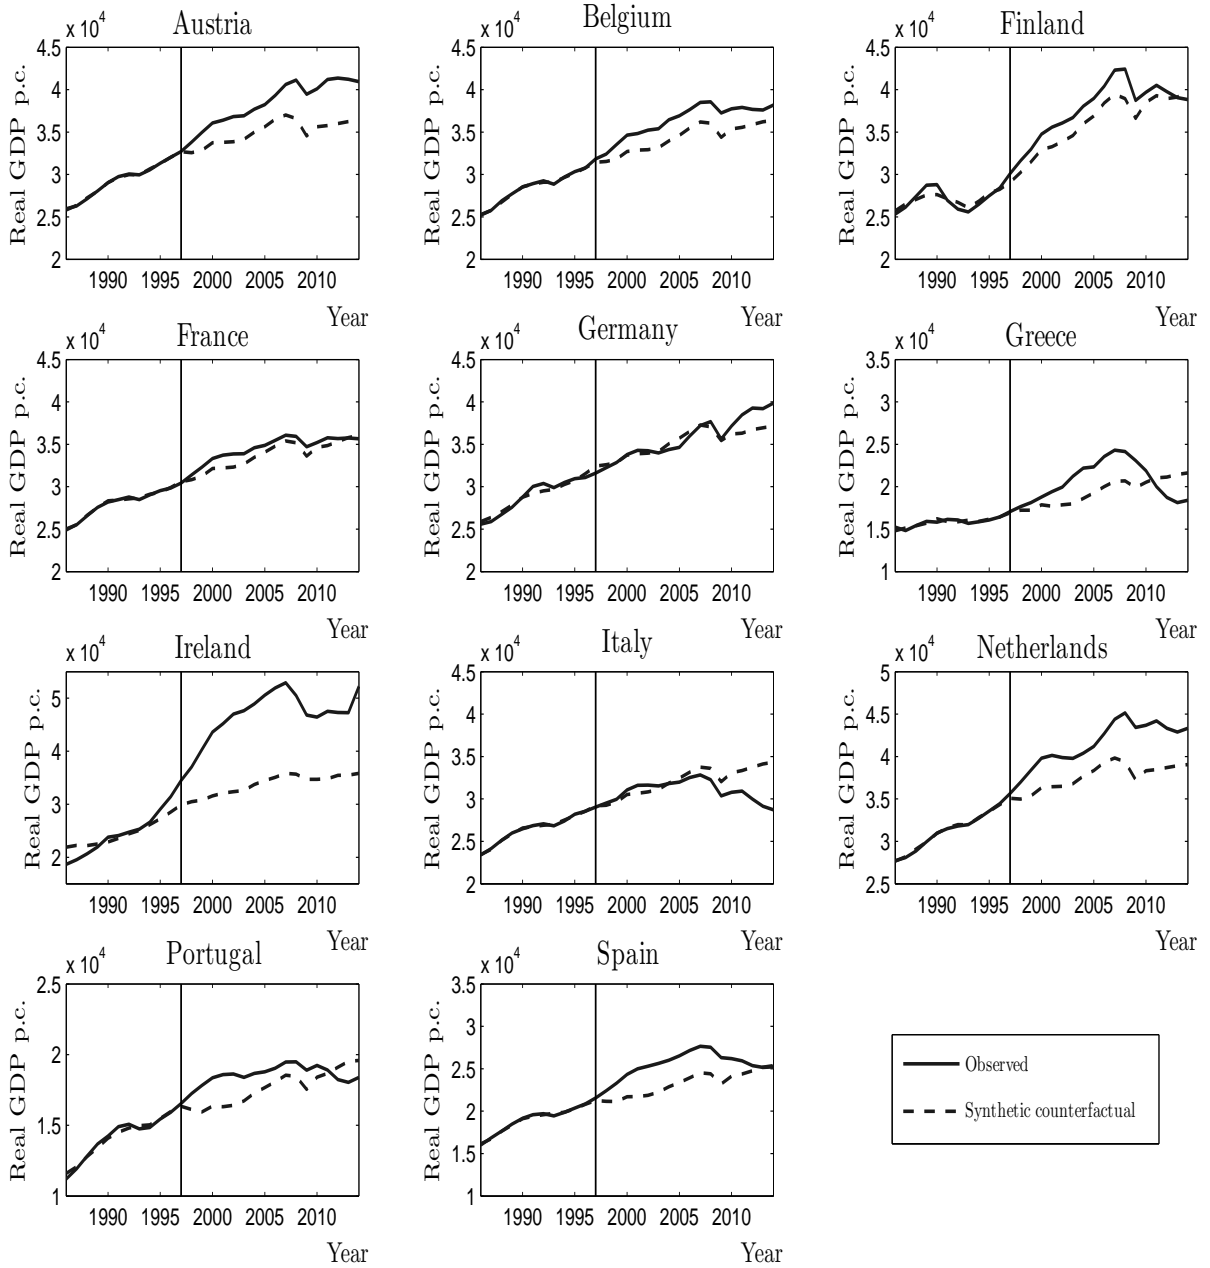 Austria
x 10^4
Real GDP p.c.
4.5
4
3.5
3
2.5
2
1990 1995 2000 2005 2010
Year
Belgium
x 10^4
Real GDP p.c.
4.5
4
3.5
3
2.5
2
1990 1995 2000 2005 2010
Year
Finland
x 10^4
Real GDP p.c.
4.5
4
3.5
3
2.5
2
1990 1995 2000 2005 2010
Year
France
x 10^4
Real GDP p.c.
4.5
4
3.5
3
2.5
2
1990 1995 2000 2005 2010
Year
Germany
x 10^4
Real GDP p.c.
4.5
4
3.5
3
2.5
2
1990 1995 2000 2005 2010
Year
Greece
x 10^4
Real GDP p.c.
3.5
3
2.5
2
1.5
1
1990 1995 2000 2005 2010
Year
Ireland
x 10^4
Real GDP p.c.
5
4
3
2
1990 1995 2000 2005 2010
Year
Italy
x 10^4
Real GDP p.c.
4.5
4
3.5
3
2.5
2
1990 1995 2000 2005 2010
Year
Netherlands
x 10^4
Real GDP p.c.
5
4.5
4
3.5
3
2.5
1990 1995 2000 2005 2010
Year
Portugal
x 10^4
Real GDP p.c.
2.5
2
1.5
1
1990 1995 2000 2005 2010
Year
Spain
x 10^4
Real GDP p.c.
3.5
3
2.5
2
1.5
1
1990 1995 2000 2005 2010
Year
Observed
Synthetic counterfactual